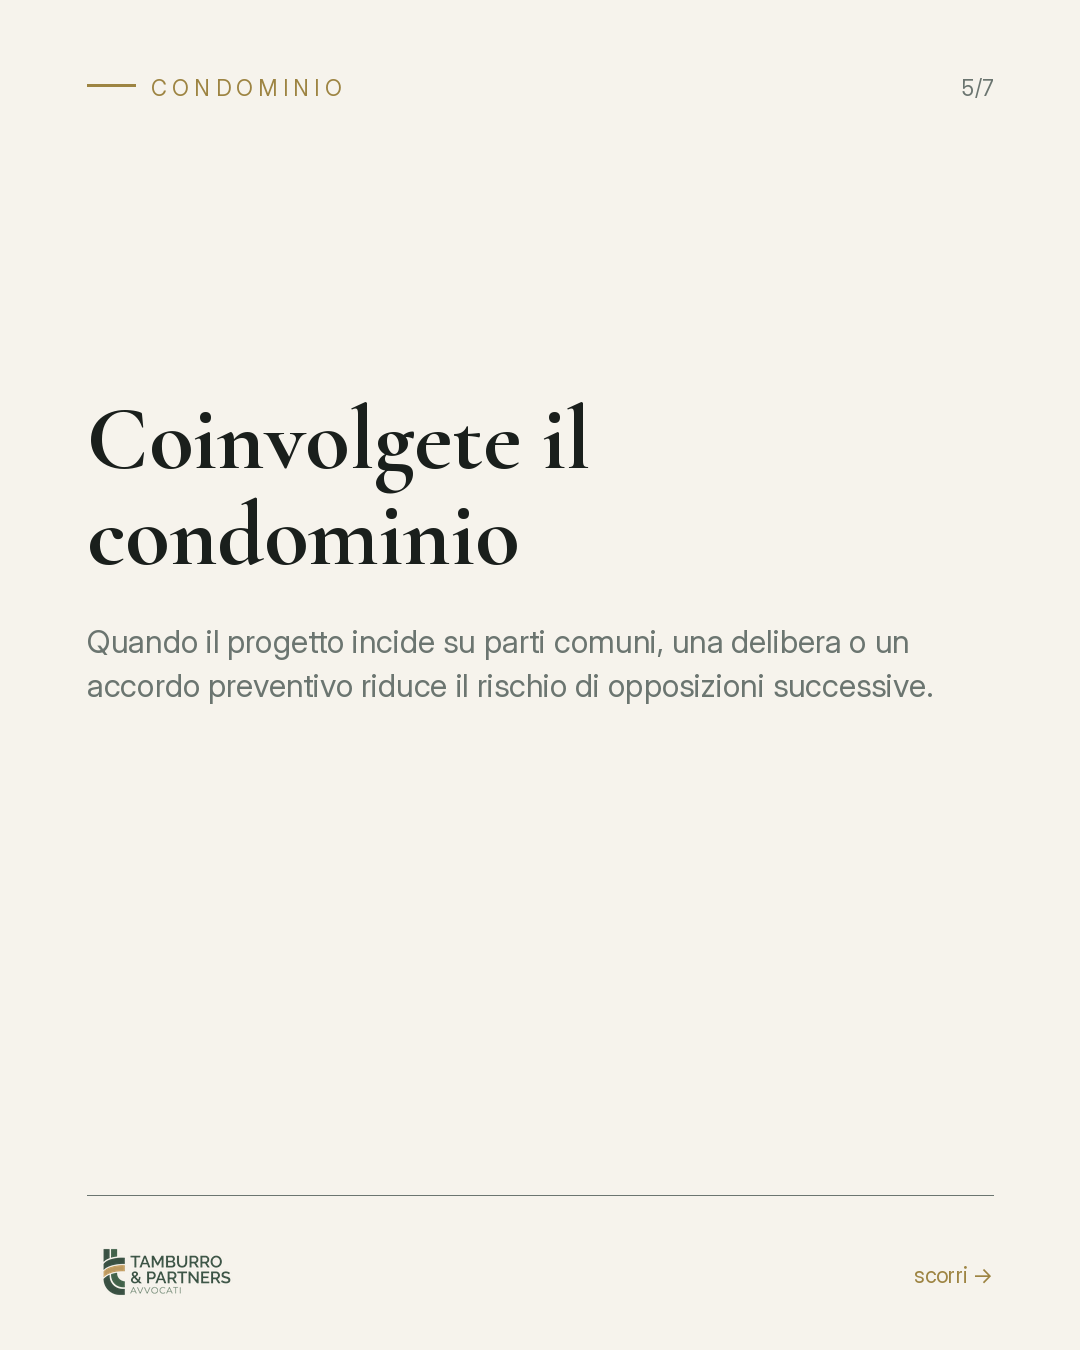 CONDOMINIO
5/7
Coinvolgete il
condominio
Quando il progetto incide su parti comuni, una delibera o un
accordo preventivo riduce il rischio di opposizioni successive.
TAMBURRO
& PARTNERS
AVVOCATI
scorri →